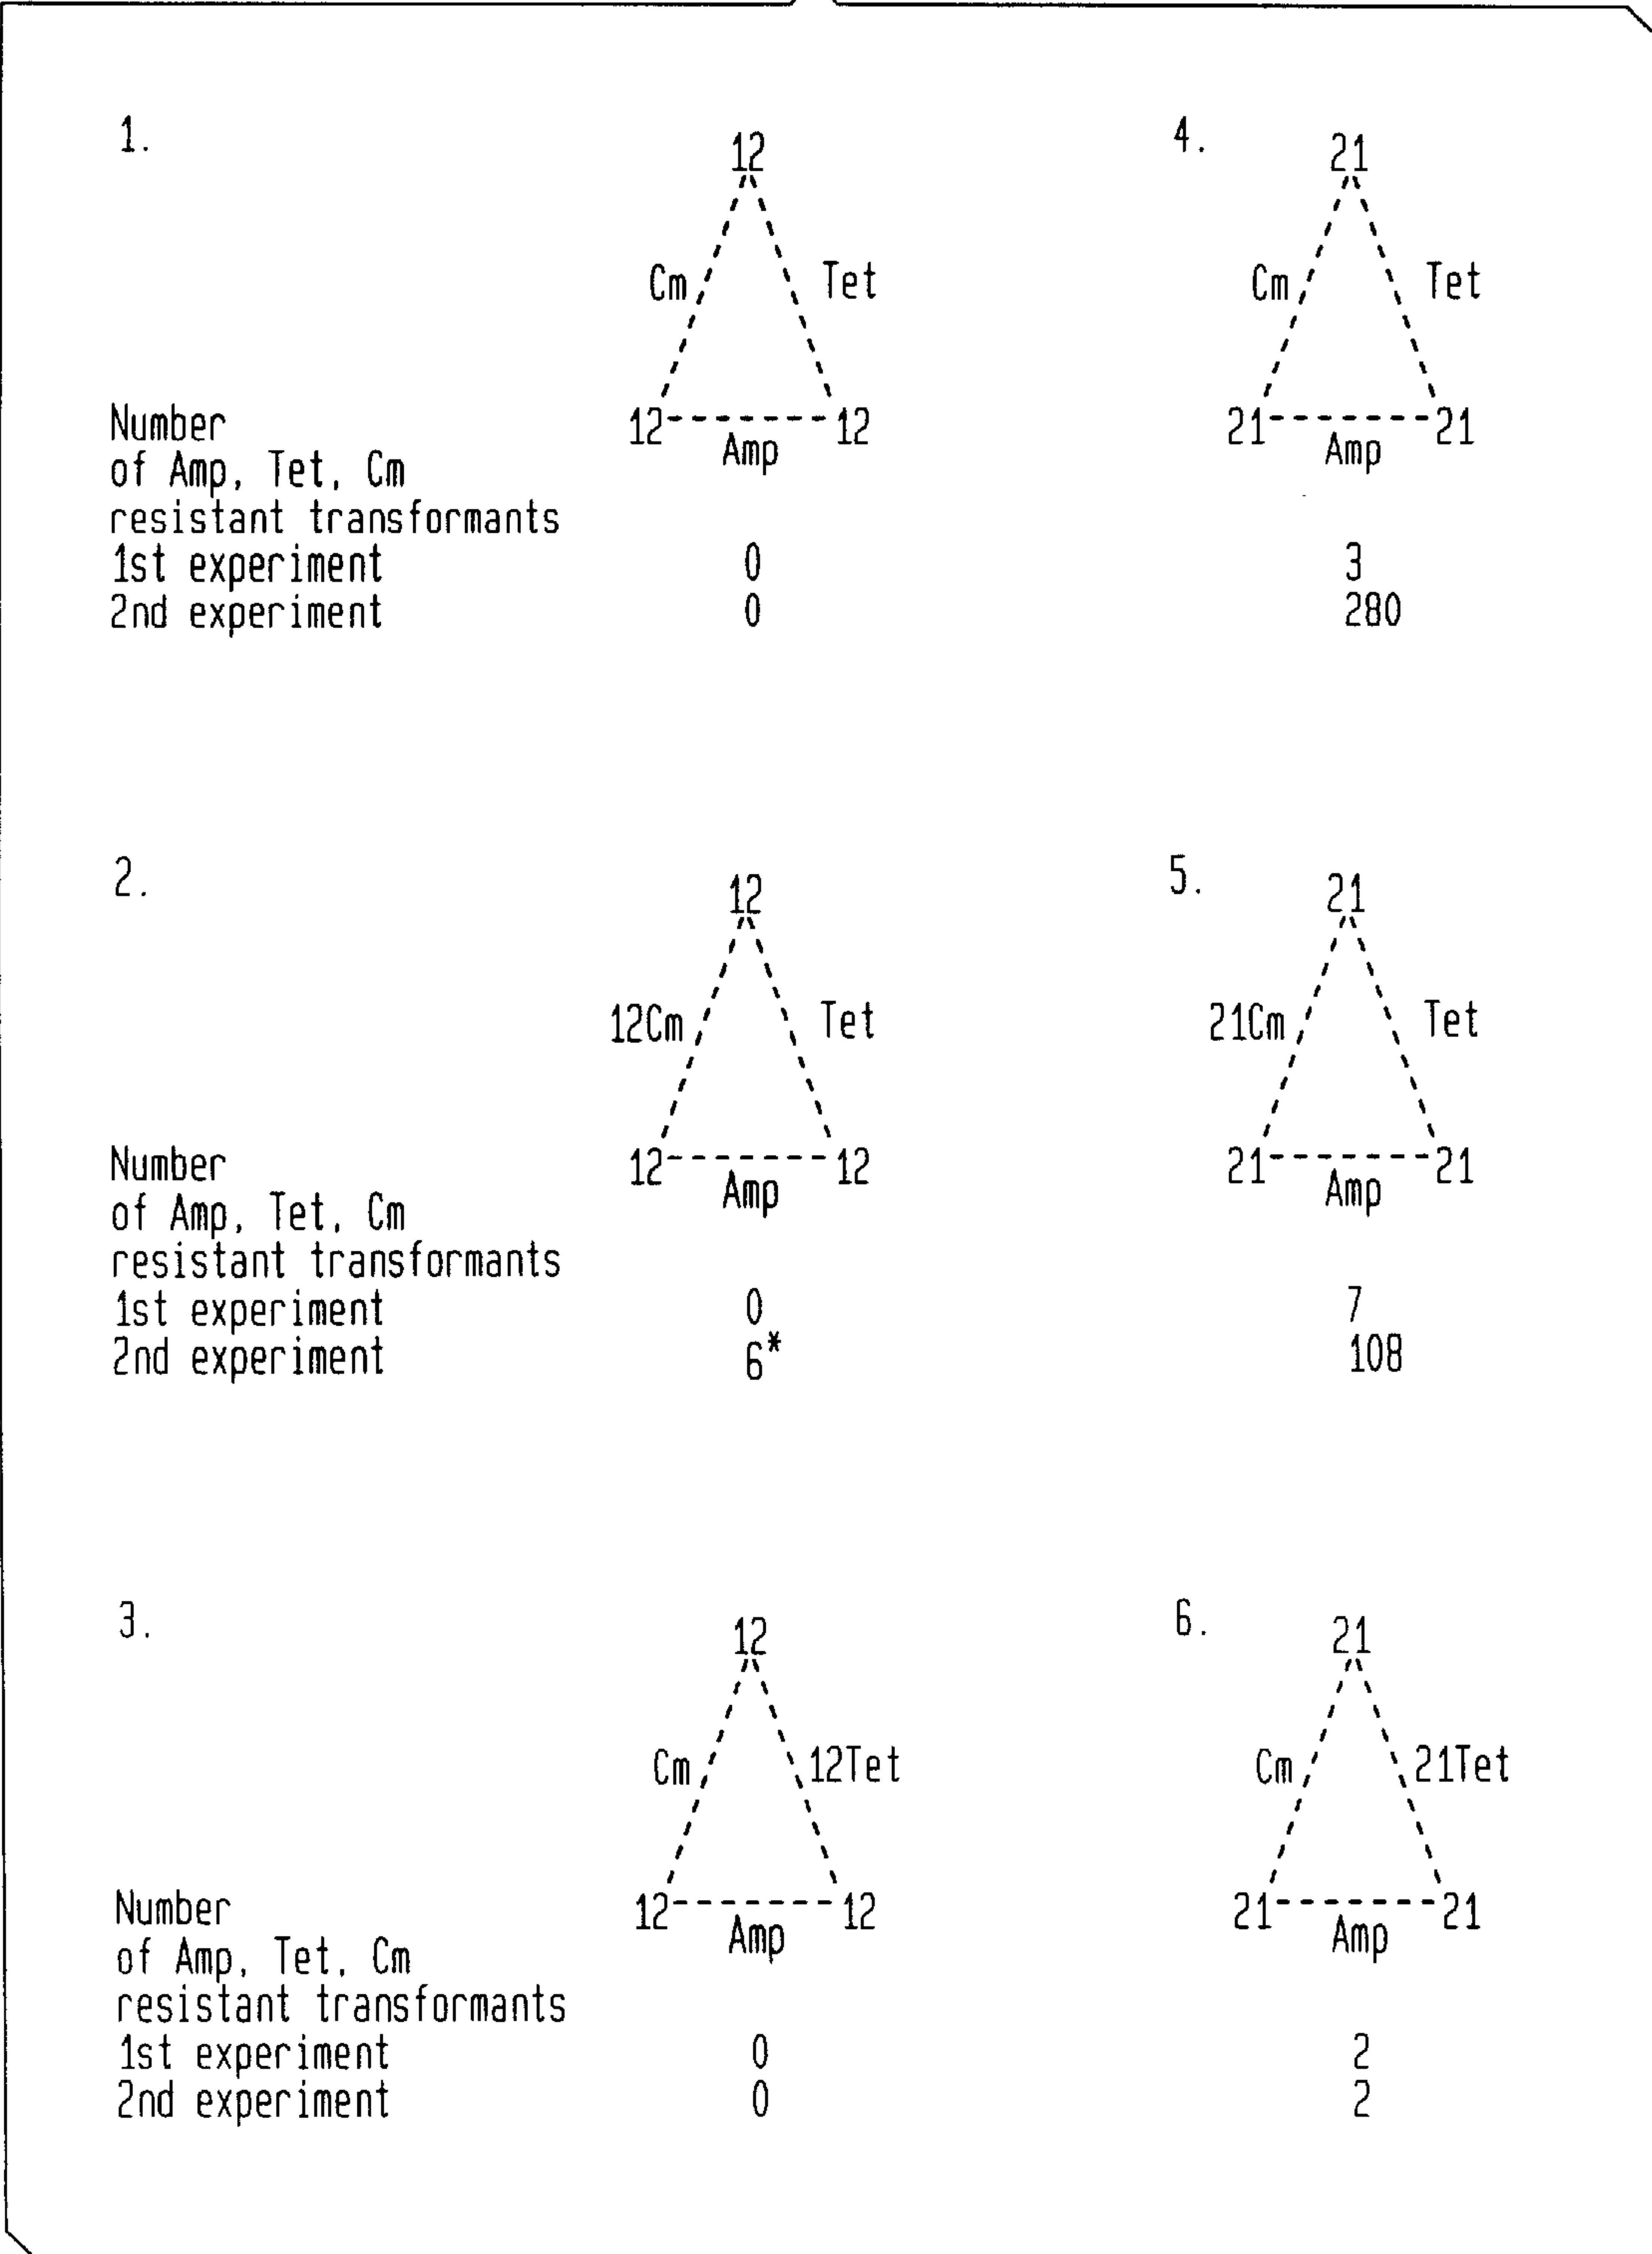 1.
12
Cm Tet
12 12
Amp
Number
of Amp, Tet, Cm
resistant transformants
1st experiment 0
2nd experiment 0
4.
21
Cm Tet
21 21
Amp
3
280
2.
12
12Cm Tet
12 12
Amp
Number
of Amp, Tet, Cm
resistant transformants
1st experiment 0
2nd experiment 6*
5.
21
21Cm Tet
21 21
Amp
7
108
3.
12
Cm 12Tet
12 12
Amp
Number
of Amp, Tet, Cm
resistant transformants
1st experiment 0
2nd experiment 0
6.
21
Cm 21Tet
21 21
Amp
2
2